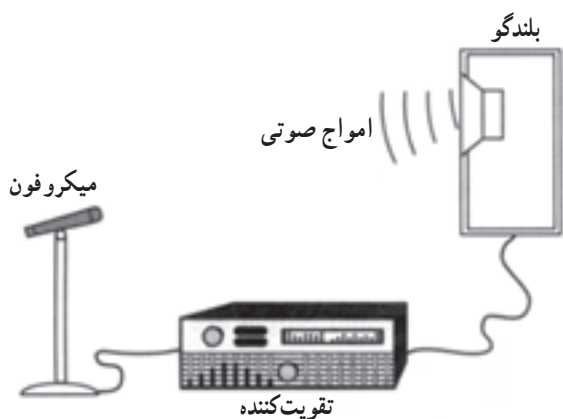 بلندگو
امواج صوتی
میکروفون
تقویت‌کننده